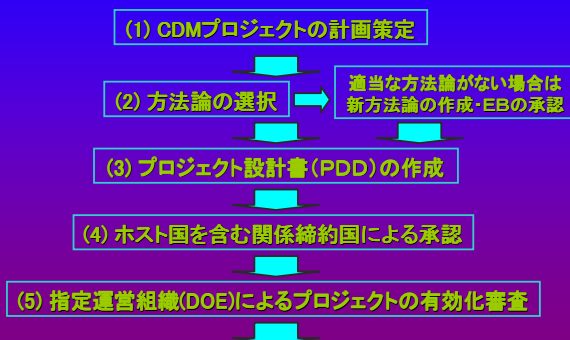 (1) CDMプロジェクトの計画策定
(2) 方法論の選択
適当な方法論がない場合は
新方法論の作成・EBの承認
(3) プロジェクト設計書(PDD)の作成
(4) ホスト国を含む関係締約国による承認
(5) 指定運営組織(DOE)によるプロジェクトの有効化審査